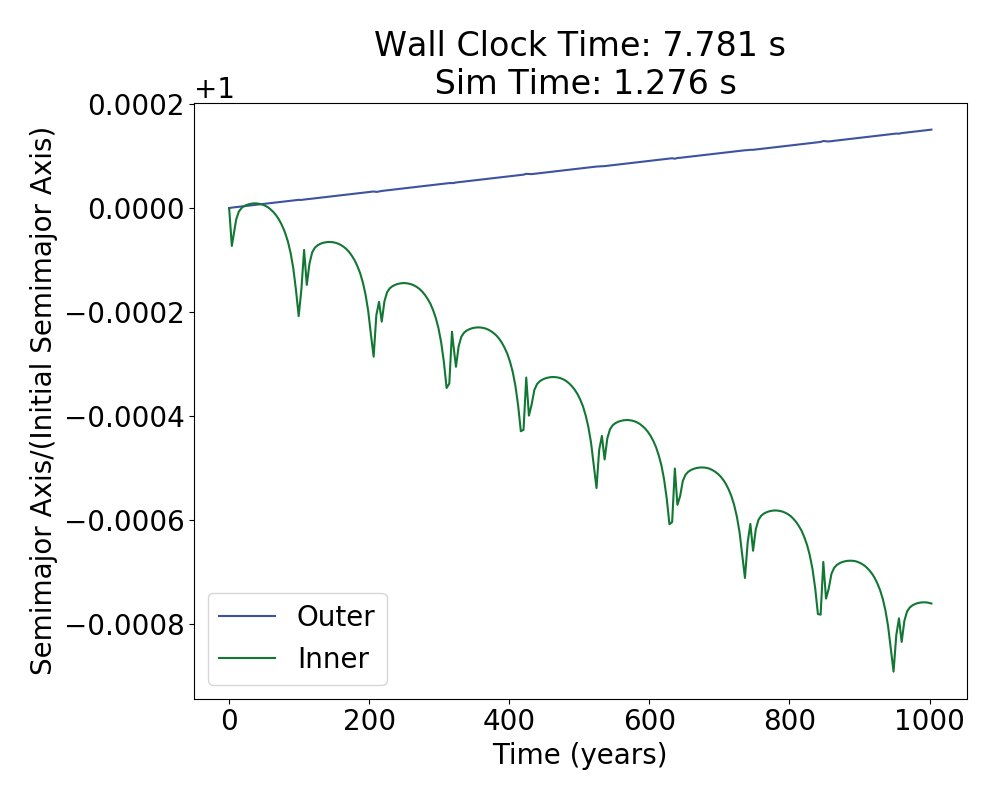 Wall Clock Time: 7.781 s
Sim Time: 1.276 s
+1
0.0002
0.0000
−0.0002
−0.0004
−0.0006
−0.0008
Semimajor Axis/(Initial Semimajor Axis)
Outer
Inner
0 200 400 600 800 1000
Time (years)